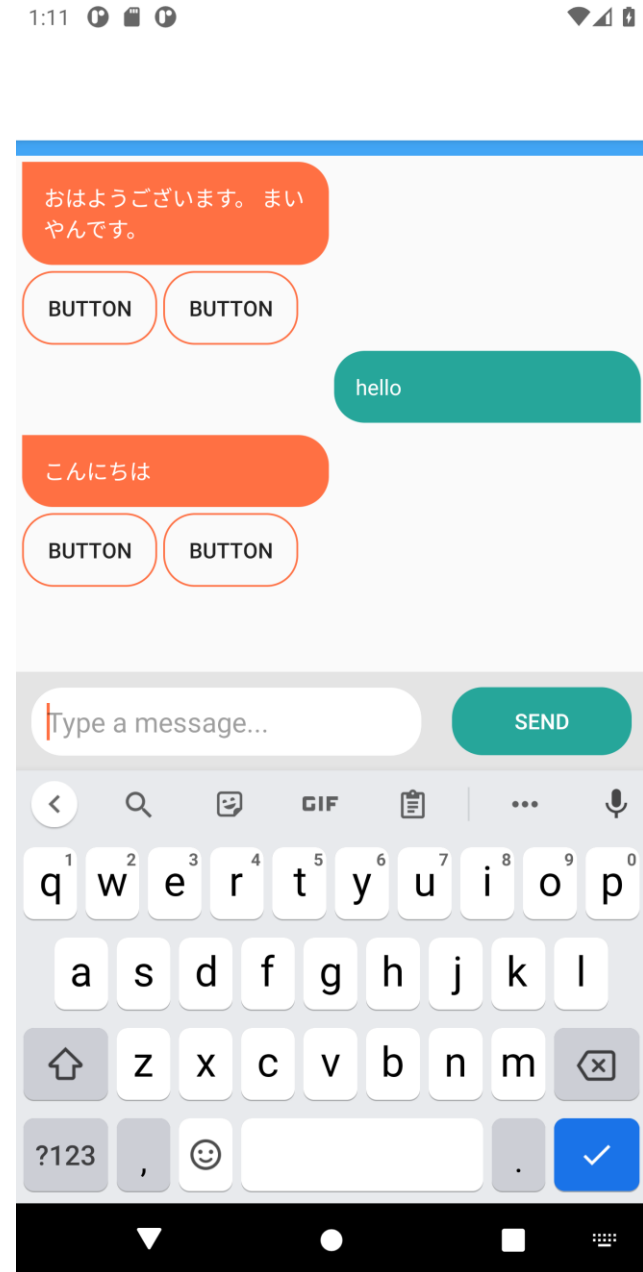 1:11
おはようございます。 まい
やんです。
BUTTON BUTTON
hello
こんにちは
BUTTON BUTTON
Type a message... SEND
GIF
1 2 3 4 5 6 7 8 9 0
q w e r t y u i o p
a s d f g h j k l
z x c v b n m
?123 , .